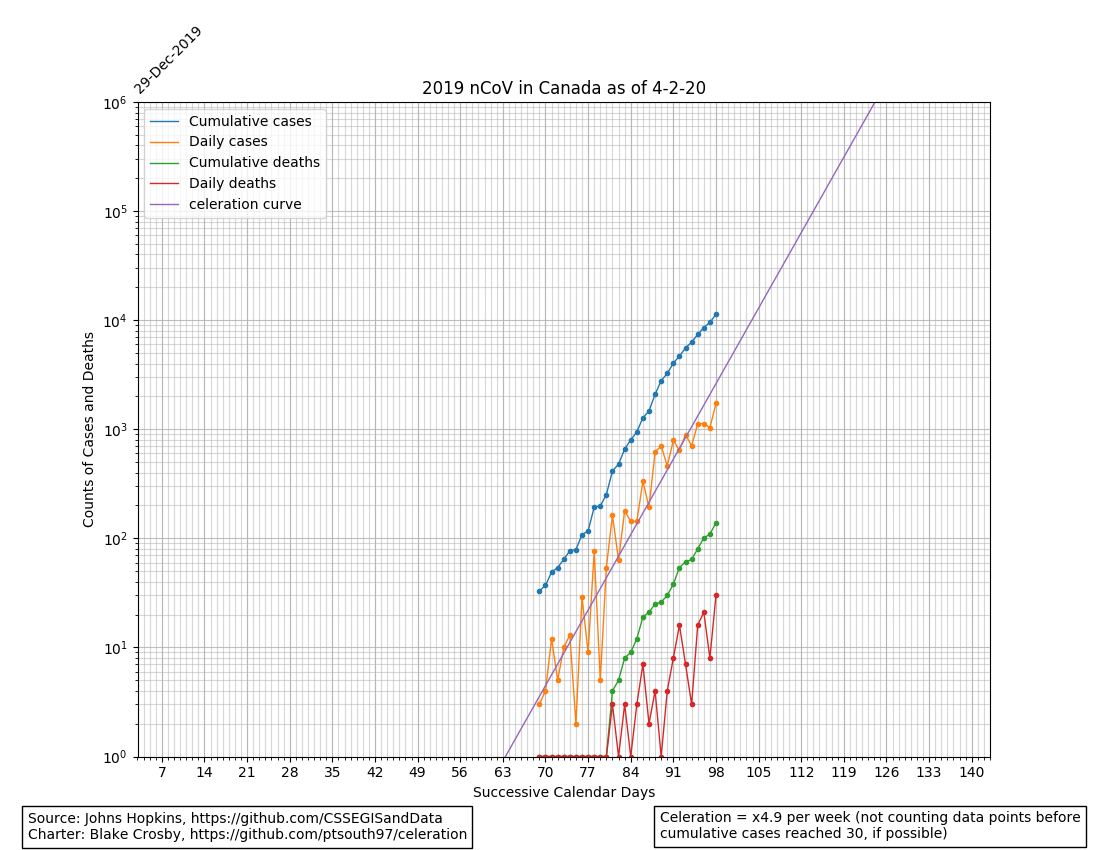 29-Dec-2019
2019 nCoV in Canada as of 4-2-20
Cumulative cases
Daily cases
Cumulative deaths
Daily deaths
celeration curve
10^6
10^5
10^4
10^3
10^2
10^1
10^0
Counts of Cases and Deaths
7 14 21 28 35 42 49 56 63 70 77 84 91 98 105 112 119 126 133 140
Successive Calendar Days
Source: Johns Hopkins, https://github.com/CSSEGISandData
Charter: Blake Crosby, https://github.com/ptsouth97/celeration
Celeration = x4.9 per week (not counting data points before
cumulative cases reached 30, if possible)